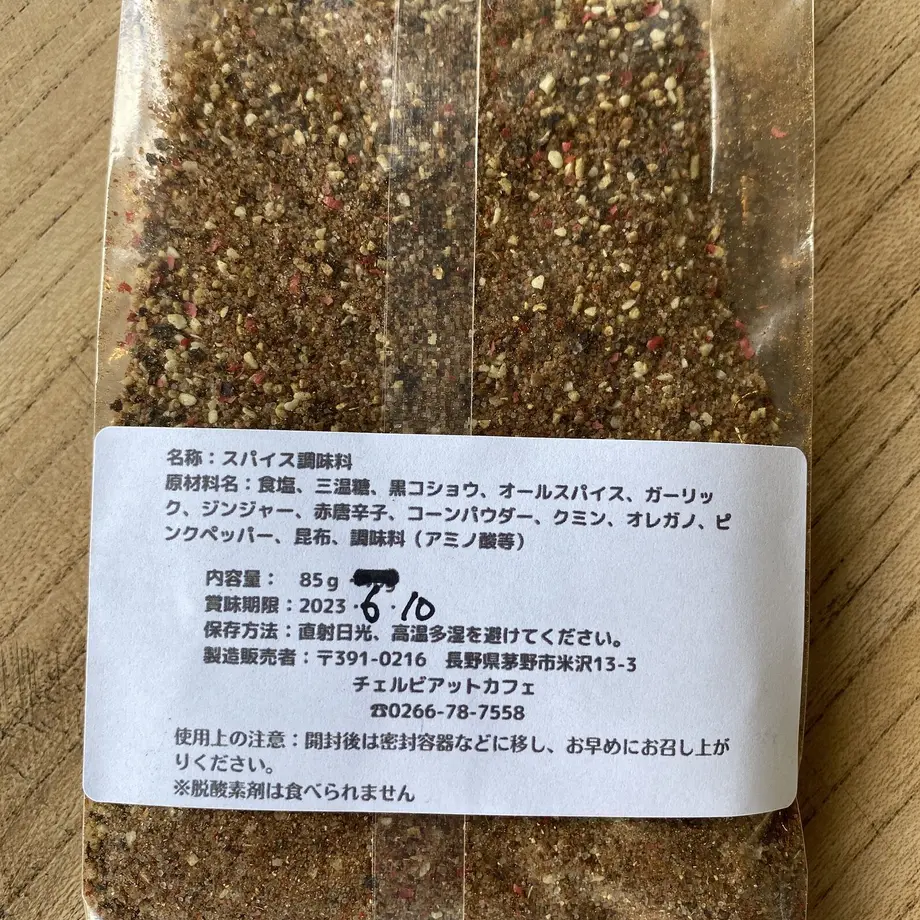 名称：スパイス調味料
原材料名：食塩、三温糖、黒コショウ、オールスパイス、ガーリッ
ク、ジンジャー、赤唐辛子、コーンパウダー、クミン、オレガノ、ピ
ンクペッパー、昆布、調味料（アミノ酸等）
内容量： 85g
賞味期限：2023・6・10
保存方法：直射日光、高温多湿を避けてください。
製造販売者：〒391-0216 長野県茅野市米沢13-3
チェルビアットカフェ
☎0266-78-7558
使用上の注意：開封後は密封容器などに移し、お早めにお召し上が
りください。
※脱酸素剤は食べられません